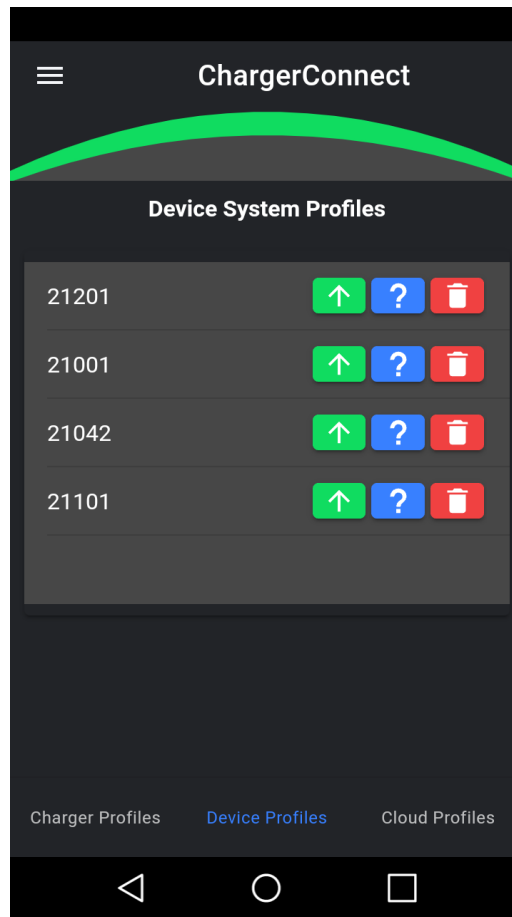 ChargerConnect
Device System Profiles
21201
?
21001
?
21042
?
21101
?
Charger Profiles Device Profiles Cloud Profiles